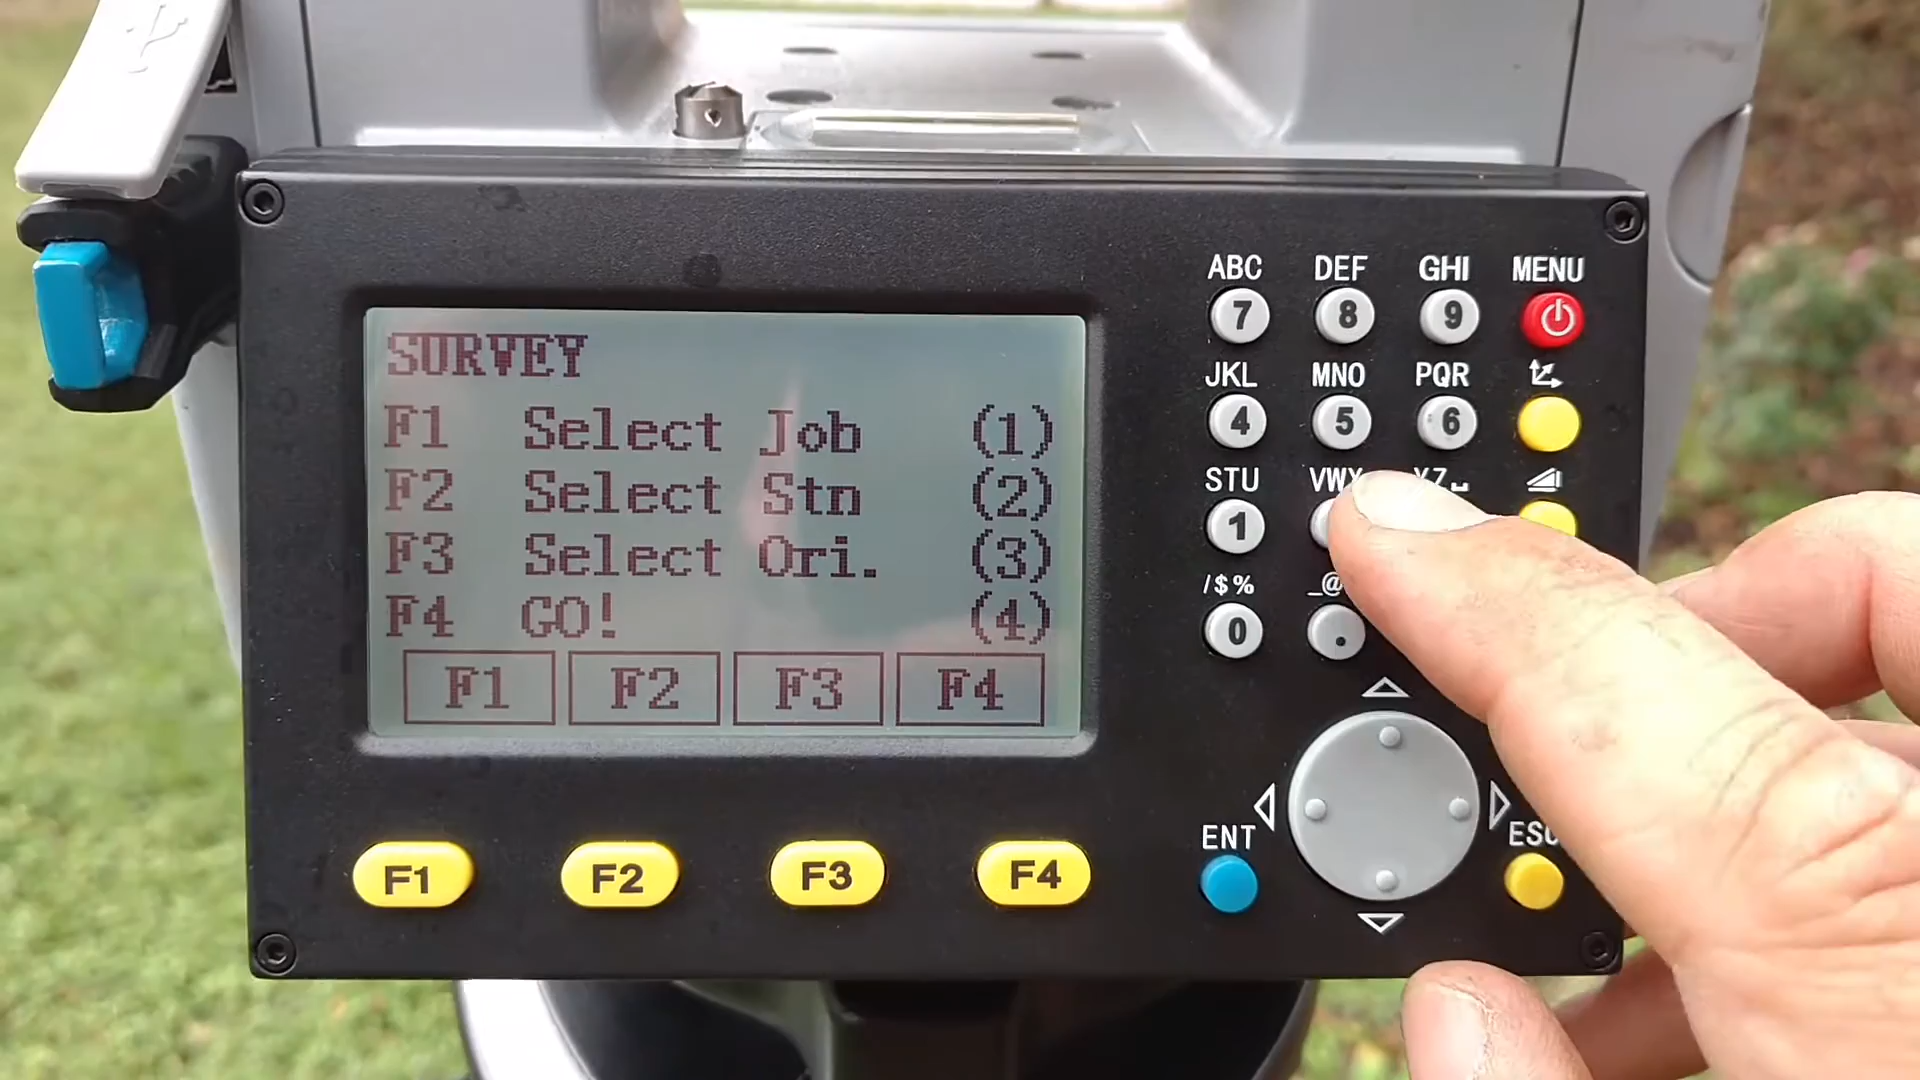 ABC DEF GHI MENU
7 8 9
SURVEY
JKL MNO PQR
F1 Select Job (1)
4 5 6
F2 Select Stn (2)
STU
1
F3 Select Ori. (3)
/$%
F4 GO! (4)
0 .
F1 F2 F3 F4
ENT ESC
F1 F2 F3 F4